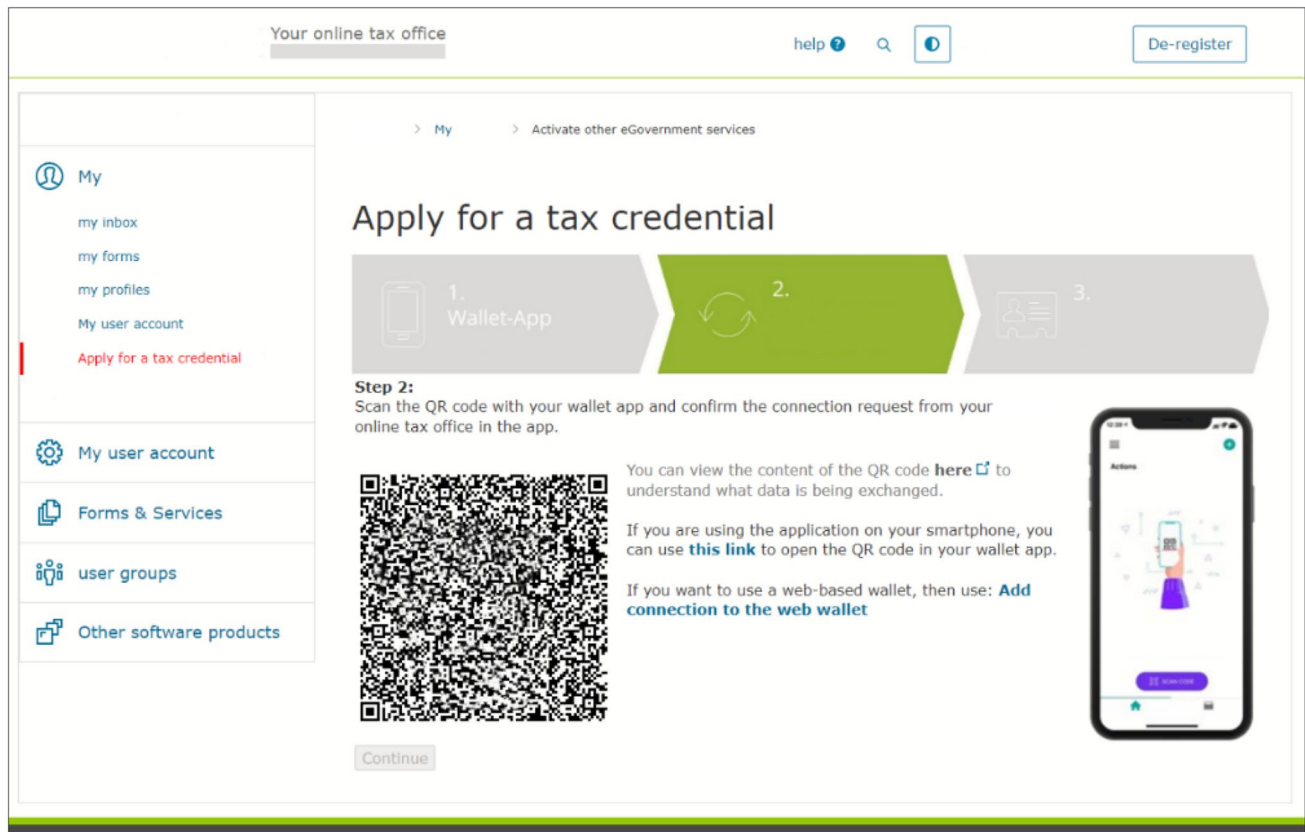 Your online tax office
help ?
De-register
> My > Activate other eGovernment services
My
my inbox
my forms
my profiles
My user account
Apply for a tax credential
My user account
Forms & Services
user groups
Other software products
Apply for a tax credential
1.
Wallet-App
2.
3.
Step 2:
Scan the QR code with your wallet app and confirm the connection request from your
online tax office in the app.
You can view the content of the QR code here to
understand what data is being exchanged.
If you are using the application on your smartphone, you
can use this link to open the QR code in your wallet app.
If you want to use a web-based wallet, then use: Add
connection to the web wallet
Continue
Actions
SCAN CODE